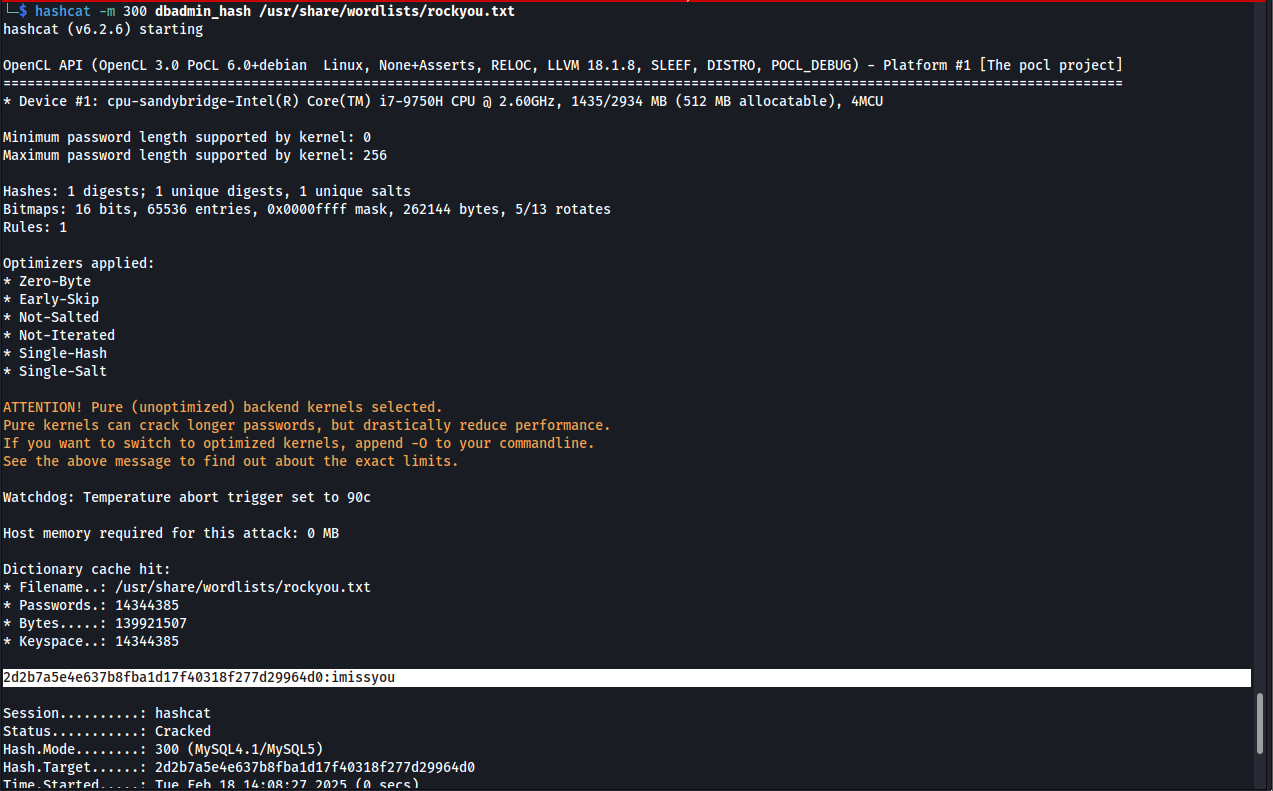 └─$ hashcat -m 300 dbadmin_hash /usr/share/wordlists/rockyou.txt
hashcat (v6.2.6) starting
OpenCL API (OpenCL 3.0 PoCL 6.0+debian  Linux, None+Asserts, RELOC, LLVM 18.1.8, SLEEF, DISTRO, POCL_DEBUG) - Platform #1 [The pocl project]
============================================================================================================================================
* Device #1: cpu-sandybridge-Intel(R) Core(TM) i7-9750H CPU @ 2.60GHz, 1435/2934 MB (512 MB allocatable), 4MCU
Minimum password length supported by kernel: 0
Maximum password length supported by kernel: 256
Hashes: 1 digests; 1 unique digests, 1 unique salts
Bitmaps: 16 bits, 65536 entries, 0x0000ffff mask, 262144 bytes, 5/13 rotates
Rules: 1
Optimizers applied:
* Zero-Byte
* Early-Skip
* Not-Salted
* Not-Iterated
* Single-Hash
* Single-Salt
ATTENTION! Pure (unoptimized) backend kernels selected.
Pure kernels can crack longer passwords, but drastically reduce performance.
If you want to switch to optimized kernels, append -O to your commandline.
See the above message to find out about the exact limits.
Watchdog: Temperature abort trigger set to 90c
Host memory required for this attack: 0 MB
Dictionary cache hit:
* Filename..: /usr/share/wordlists/rockyou.txt
* Passwords.: 14344385
* Bytes.....: 139921507
* Keyspace..: 14344385
2d2b7a5e4e637b8fba1d17f40318f277d29964d0:imissyou
Session..........: hashcat
Status...........: Cracked
Hash.Mode........: 300 (MySQL4.1/MySQL5)
Hash.Target......: 2d2b7a5e4e637b8fba1d17f40318f277d29964d0
Time.Started.....: Tue Feb 18 14:08:27 2025 (0 secs)